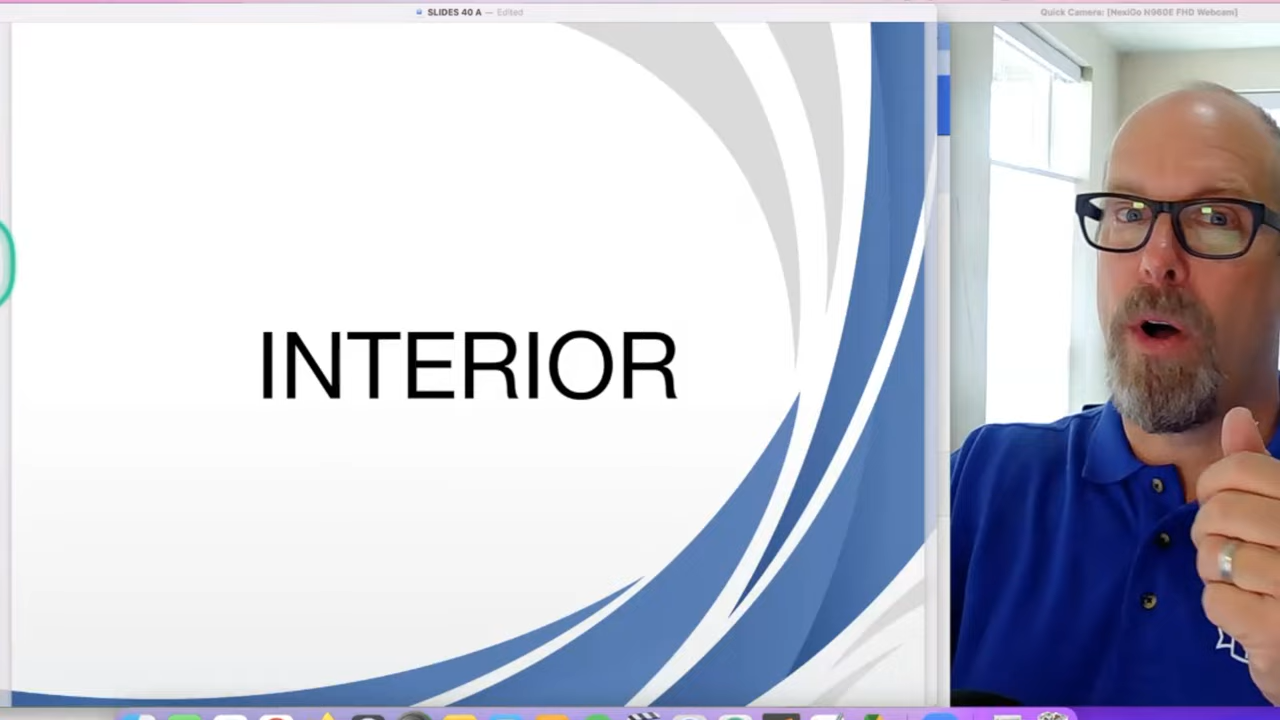 SLIDES 40 A — Edited
Quick Camera: [NexiGo N960E FHD Webcam]
INTERIOR